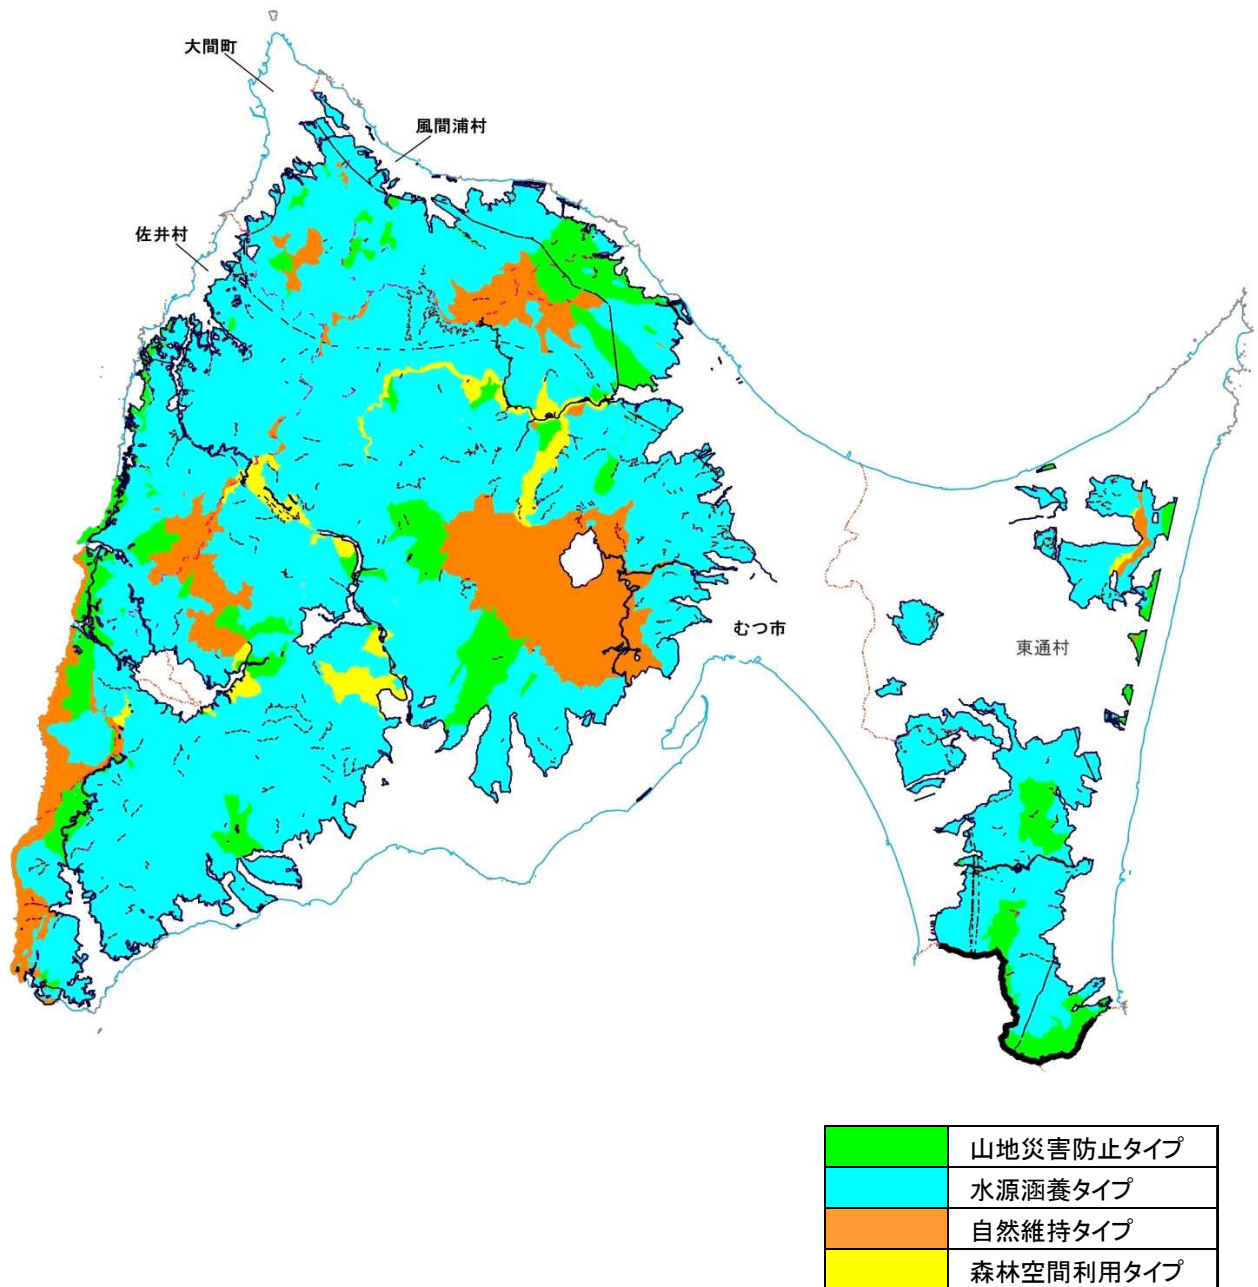 大間町
風間浦村
佐井村
むつ市
東通村
山地災害防止タイプ
水源涵養タイプ
自然維持タイプ
森林空間利用タイプ